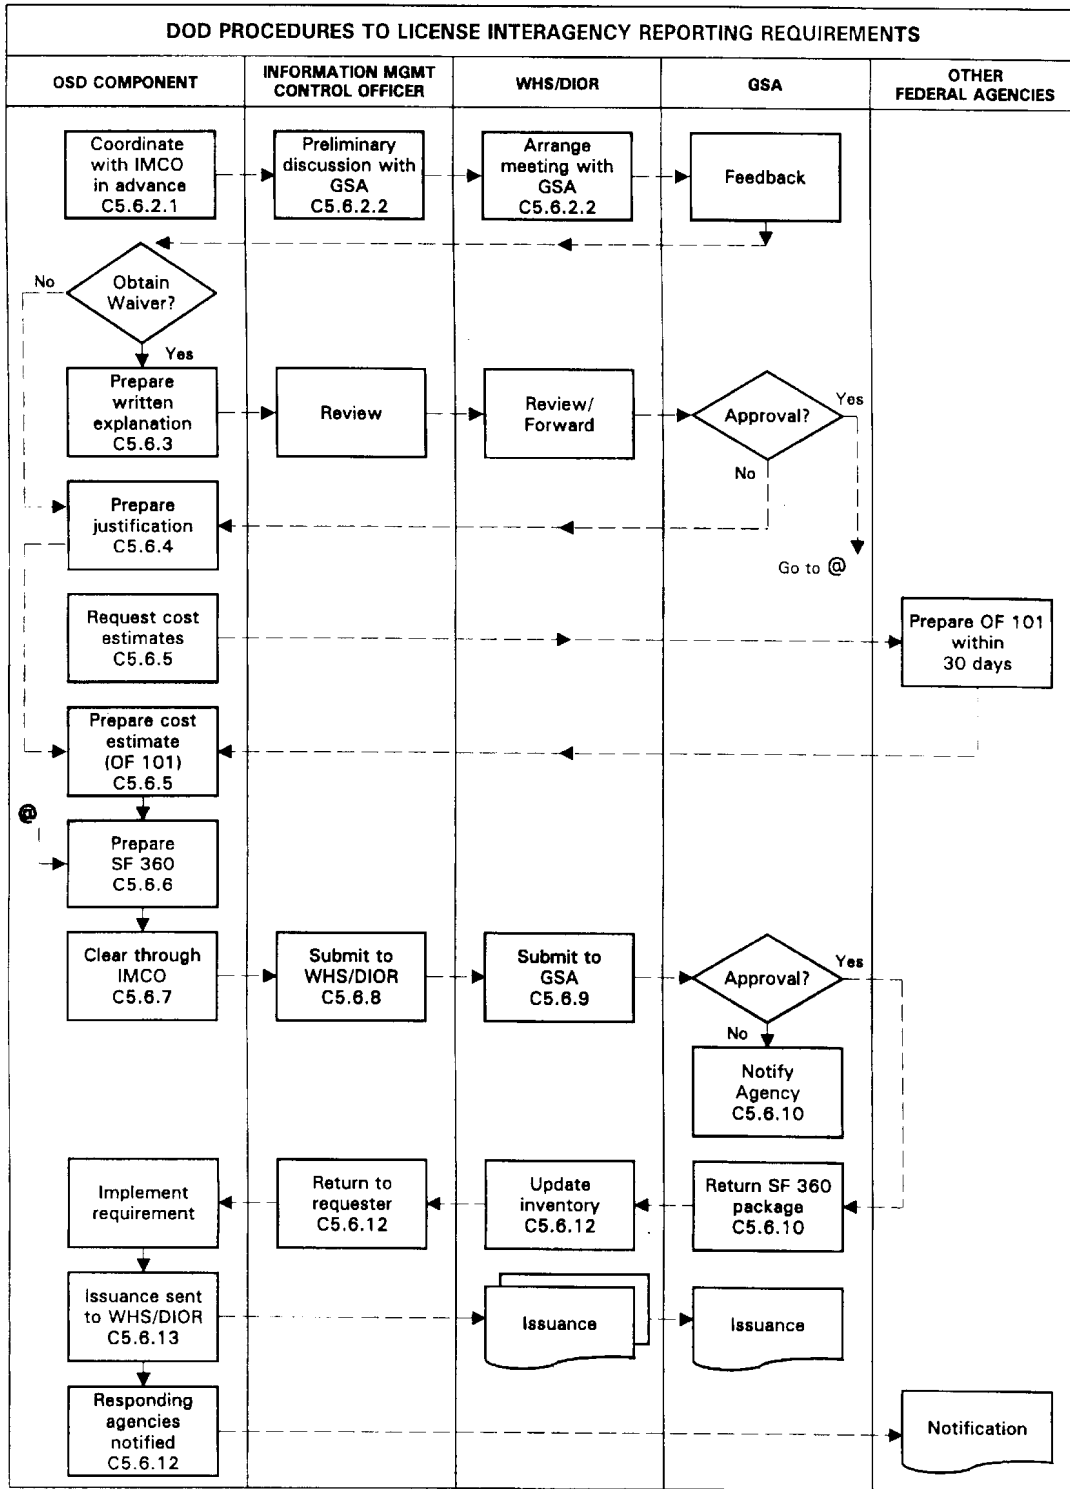 DOD PROCEDURES TO LICENSE INTERAGENCY REPORTING REQUIREMENTS
OSD COMPONENT
INFORMATION MGMT
CONTROL OFFICER
WHS/DIOR
GSA
OTHER
FEDERAL AGENCIES
Coordinate
with IMCO
in advance
C5.6.2.1
Preliminary
discussion with
GSA
C5.6.2.2
Arrange
meeting with
GSA
C5.6.2.2
Feedback
No
Obtain
Waiver?
Yes
Prepare
written
explanation
C5.6.3
Review
Review/
Forward
Approval?
Yes
No
Prepare
justification
C5.6.4
Go to @
Request cost
estimates
C5.6.5
Prepare OF 101
within
30 days
Prepare cost
estimate
(OF 101)
C5.6.5
@
Prepare
SF 360
C5.6.6
Clear through
IMCO
C5.6.7
Submit to
WHS/DIOR
C5.6.8
Submit to
GSA
C5.6.9
Approval?
Yes
No
Notify
Agency
C5.6.10
Implement
requirement
Return to
requester
C5.6.12
Update
inventory
C5.6.12
Return SF 360
package
C5.6.10
Issuance sent
to WHS/DIOR
C5.6.13
Issuance
Issuance
Responding
agencies
notified
C5.6.12
Notification